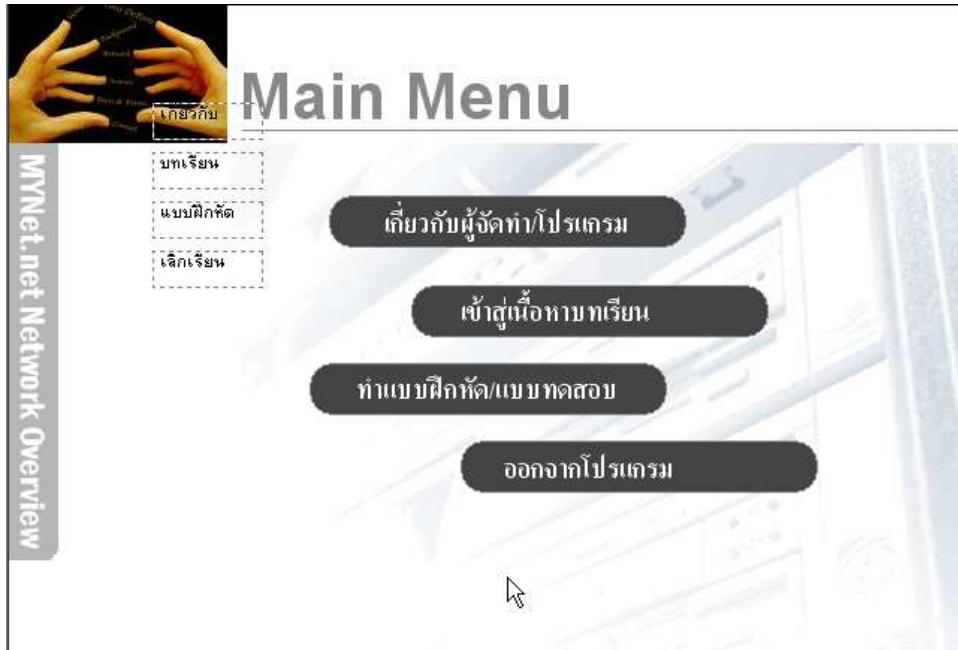 Main Menu
เกี่ยวกับ
บทเรียน
แบบฝึกหัด
เลิกเรียน
MYNet.net Network Overview
เกี่ยวกับผู้จัดทำ/โปรแกรม
เข้าสู่เนื้อหาบทเรียน
ทำแบบฝึกหัด/แบบทดสอบ
ออกจากโปรแกรม